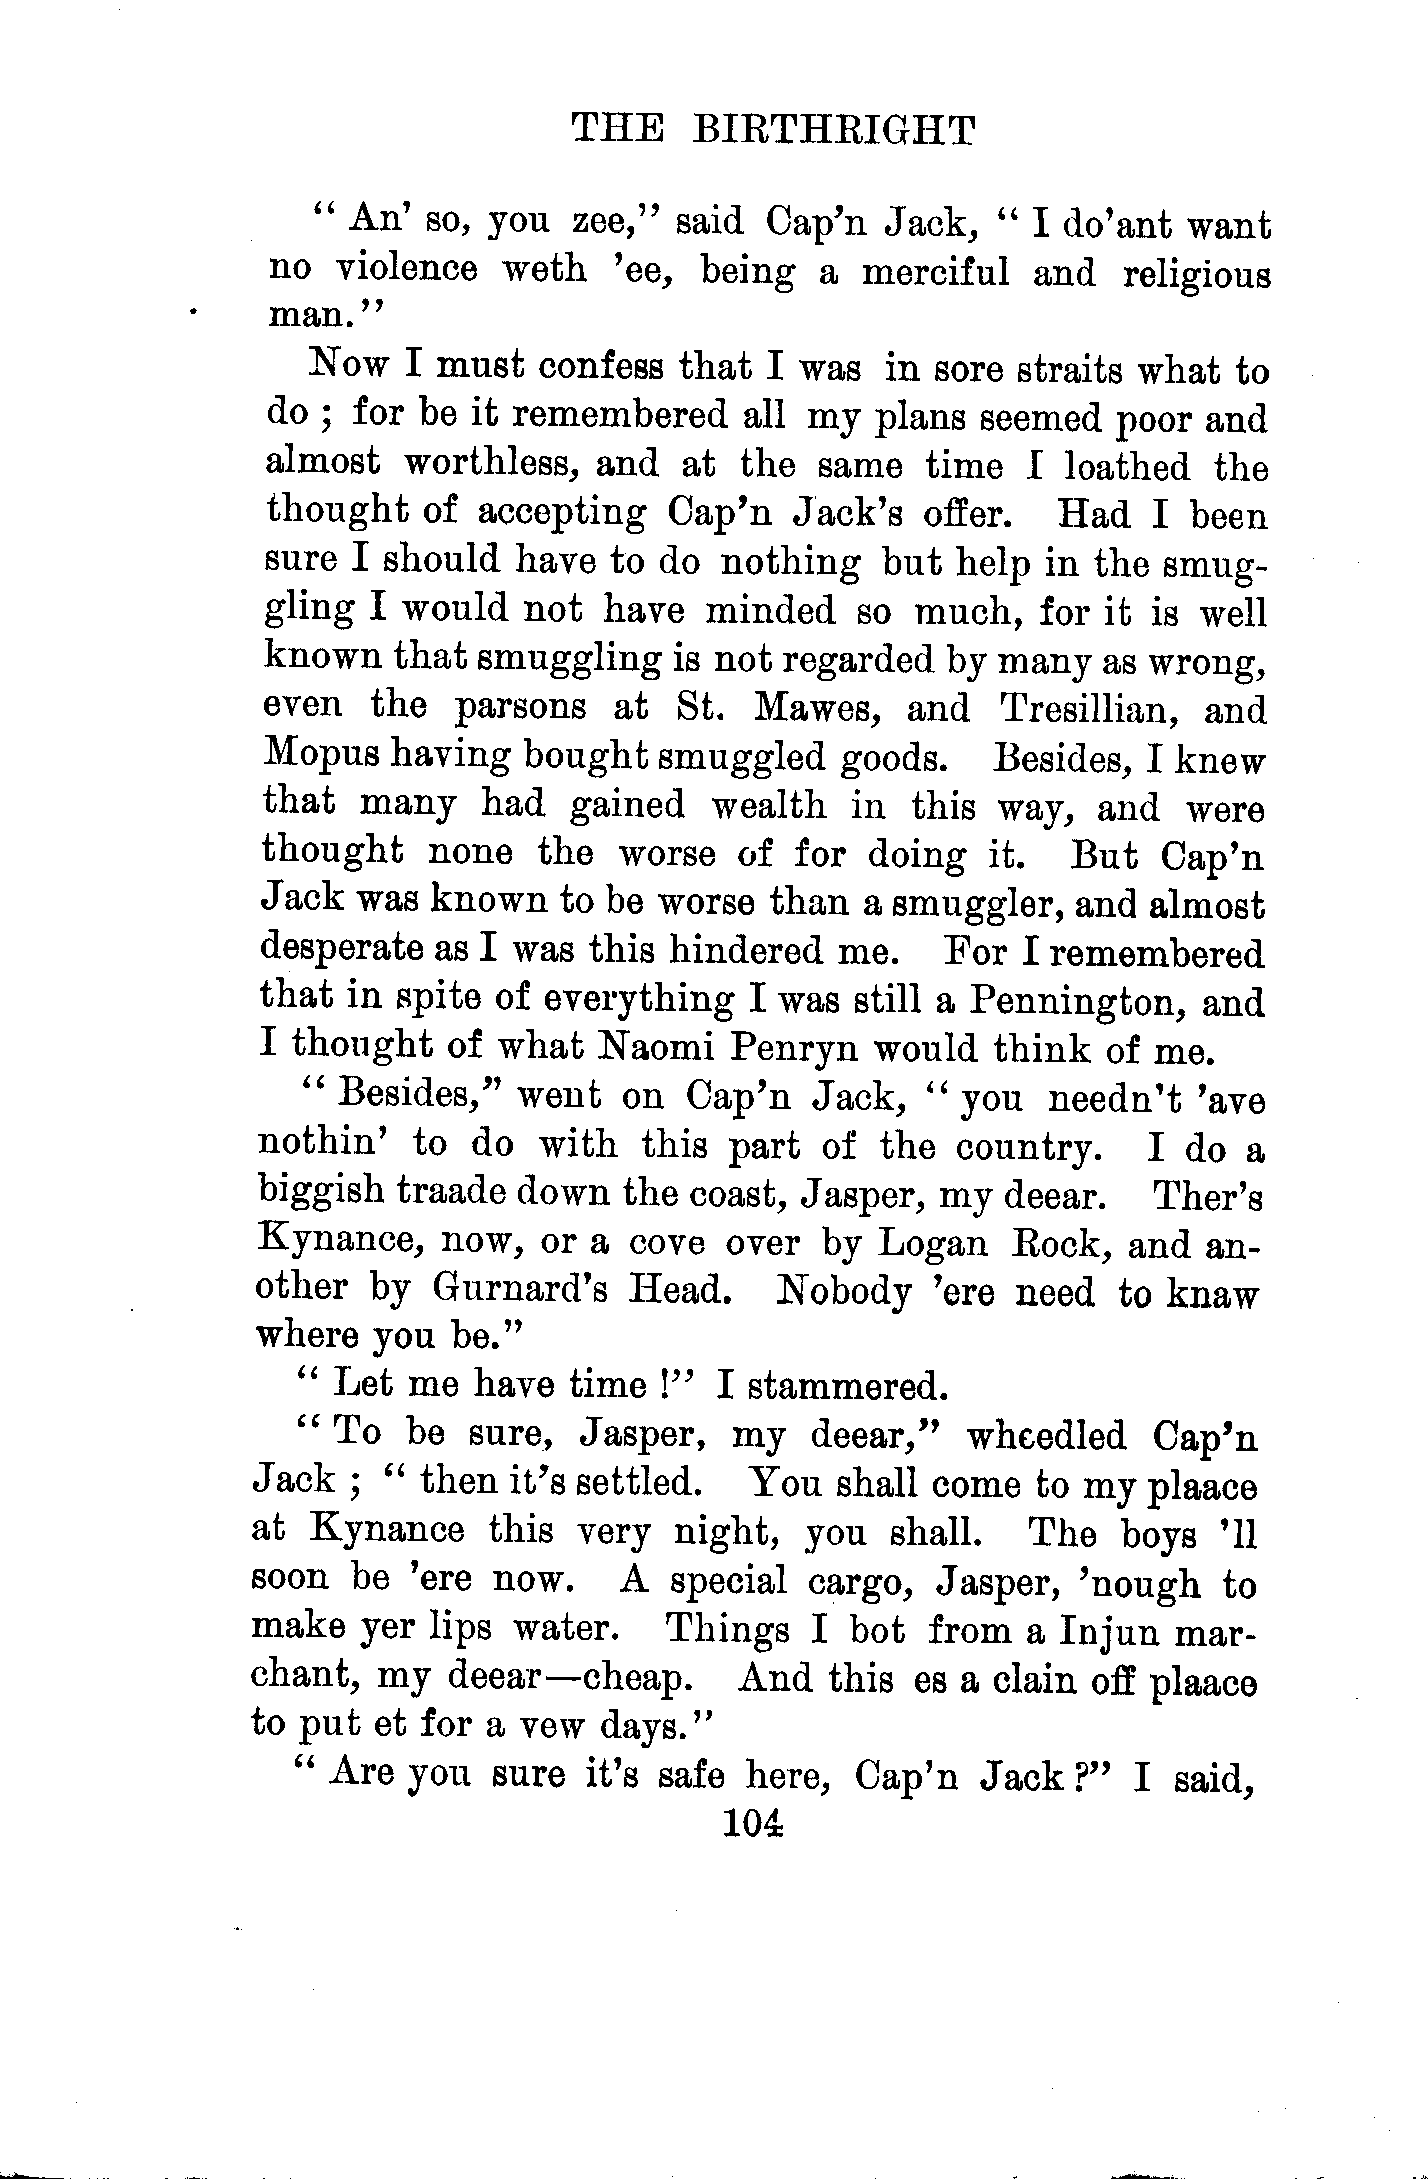 THE BIRTHRIGHT
“ An’ so, you zee,” said Cap’n Jack, “ I do’ant want
no violence weth ’ee, being a merciful and religious
man.”
Now I must confess that I was in sore straits what to
do ; for be it remembered all my plans seemed poor and
almost worthless, and at the same time I loathed the
thought of accepting Cap’n Jack’s offer. Had I been
sure I should have to do nothing but help in the smug-
gling I would not have minded so much, for it is well
known that smuggling is not regarded by many as wrong,
even the parsons at St. Mawes, and Tresillian, and
Mopus having bought smuggled goods. Besides, I knew
that many had gained wealth in this way, and were
thought none the worse of for doing it. But Cap’n
Jack was known to be worse than a smuggler, and almost
desperate as I was this hindered me. For I remembered
that in spite of everything I was still a Pennington, and
I thought of what Naomi Penryn would think of me.
“ Besides,” went on Cap’n Jack, “ you needn’t ’ave
nothin’ to do with this part of the country. I do a
biggish traade down the coast, Jasper, my deear. Ther’s
Kynance, now, or a cove over by Logan Rock, and an-
other by Gurnard’s Head. Nobody ’ere need to knaw
where you be.”
“ Let me have time !” I stammered.
“ To be sure, Jasper, my deear,” wheedled Cap’n
Jack ; “ then it’s settled. You shall come to my plaace
at Kynance this very night, you shall. The boys ’ll
soon be ’ere now. A special cargo, Jasper, ’nough to
make yer lips water. Things I bot from a Injun mar-
chant, my deear—cheap. And this es a clain off plaace
to put et for a vew days.”
“ Are you sure it’s safe here, Cap’n Jack ?” I said,
104